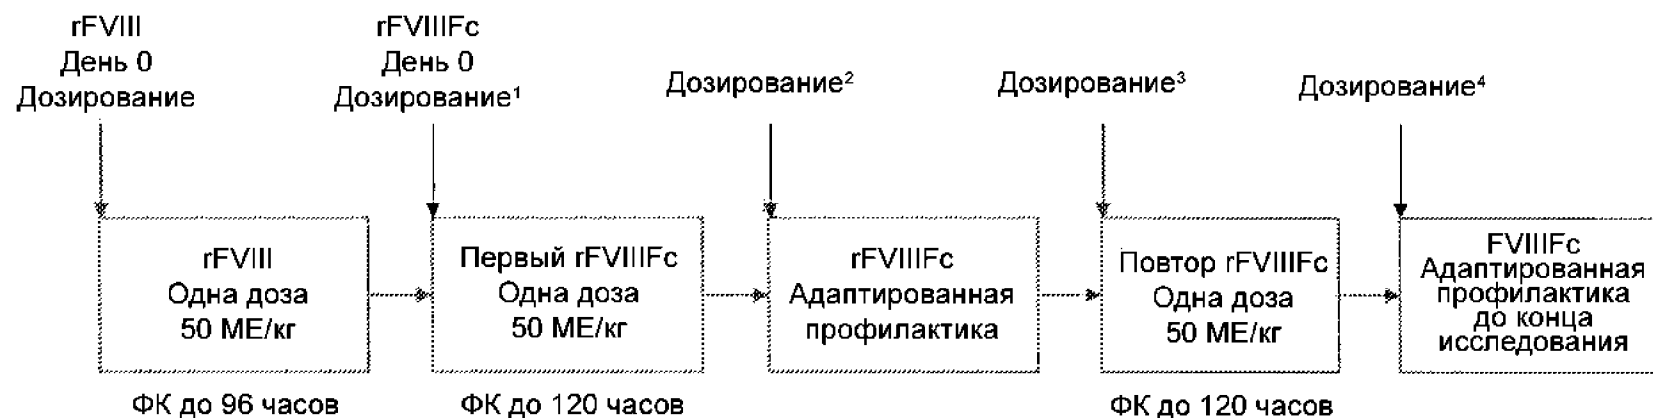 rFVIII
День 0
Дозирование
rFVIIIFc
День 0
Дозирование¹
Дозирование²
Дозирование³
Дозирование⁴
rFVIII
Одна доза
50 МЕ/кг
Первый rFVIIIFc
Одна доза
50 МЕ/кг
rFVIIIFc
Адаптированная
профилактика
Повтор rFVIIIFc
Одна доза
50 МЕ/кг
FVIIIFc
Адаптированная
профилактика
до конца
исследования
ФК до 96 часов
ФК до 120 часов
ФК до 120 часов